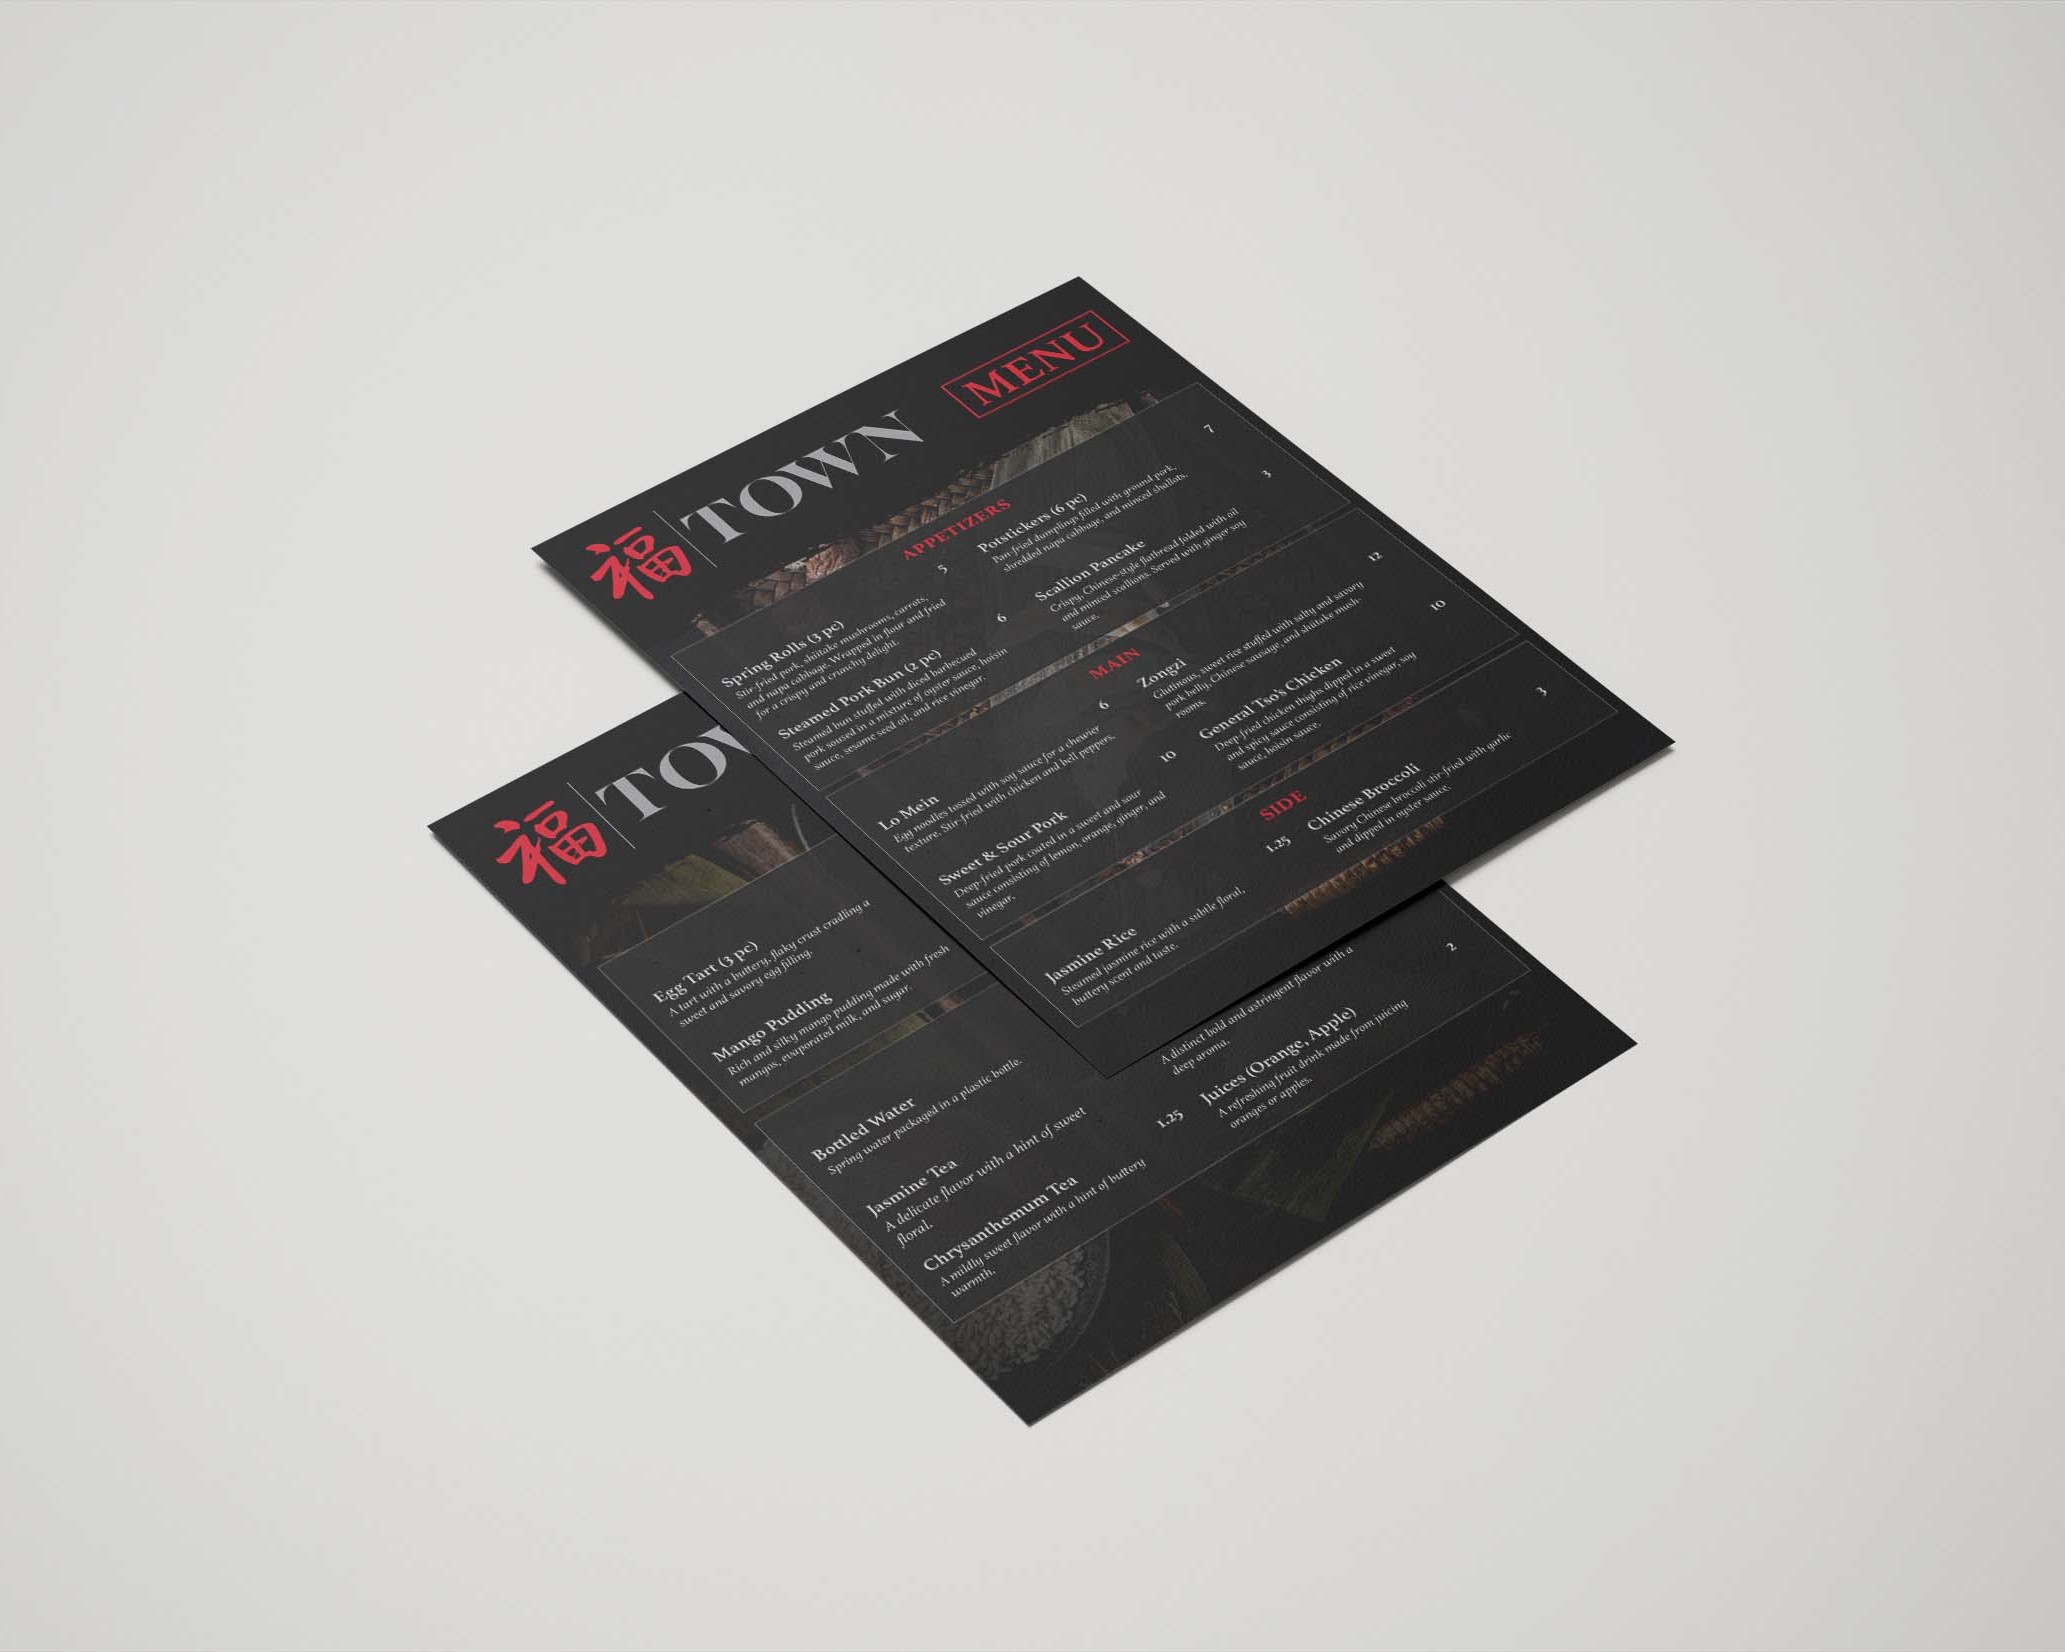 福 TOWN
MENU
APPETIZERS
Spring Rolls (3 pc)
5
Stir-fried pork, shiitake mushrooms, carrots,
and napa cabbage. Wrapped in flour and fried
for a crispy and crunchy delight.
Steamed Pork Bun (2 pc)
6
Steamed bun stuffed with diced barbecued
pork soused in a mixture of oyster sauce, hoisin
sauce, sesame seed oil, and rice vinegar.
Potstickers (6 pc)
7
Pan-fried dumplings filled with ground pork,
shredded napa cabbage, and minced shallots.
Scallion Pancake
3
Crispy, Chinese-style flatbread folded with oil
and minced scallions. Served with ginger soy
sauce.
MAIN
Lo Mein
6
Egg noodles tossed with soy sauce for a chewier
texture, Stir-fried with chicken and bell peppers.
Sweet & Sour Pork
10
Deep-fried pork coated in a sweet and sour
sauce consisting of lemon, orange, ginger, and
vinegar.
Zongzi
12
Glutinous, sweet rice stuffed with salty and savory
pork belly, Chinese sausage, and shiitake mush-
rooms.
General Tso's Chicken
10
Deep-fried chicken thighs dipped in a sweet
and spicy sauce consisting of rice vinegar, soy
sauce, hoisin sauce.
SIDE
Jasmine Rice
1.25
Steamed jasmine rice with a subtle floral,
buttery scent and taste.
Chinese Broccoli
3
Savory Chinese broccoli stir-fried with garlic
and dipped in oyster sauce.
福 TOW
Egg Tart (3 pc)
A tart with a buttery, flaky crust cradling a
sweet and savory egg filling.
Mango Pudding
Rich and silky mango pudding made with fresh
mangos, evaporated milk, and sugar.
Bottled Water
Spring water packaged in a plastic bottle.
Jasmine Tea
A delicate flavor with a hint of sweet
floral.
Chrysanthemum Tea
1.25
A mildly sweet flavor with a hint of buttery
warmth.
A distinct bold and astringent flavor with a
deep aroma.
Juices (Orange, Apple)
2
A refreshing fruit drink made from juicing
oranges or apples.